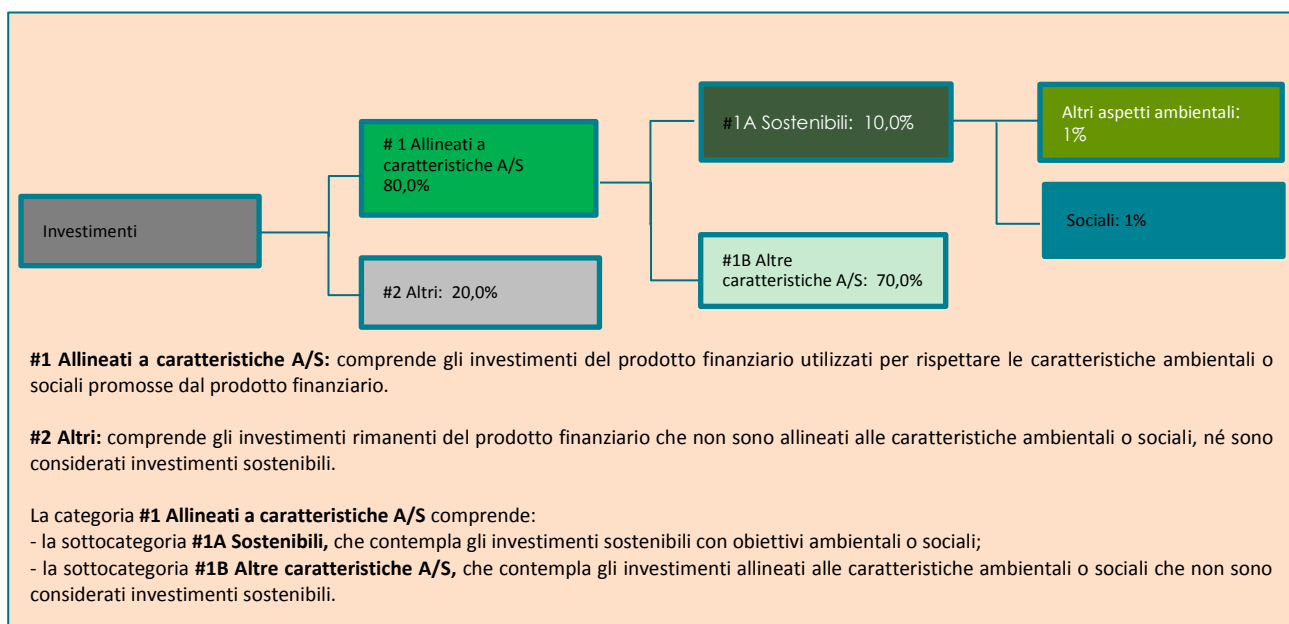 Investimenti
# 1 Allineati a
caratteristiche A/S
80,0%
#2 Altri:  20,0%
#1A Sostenibili:  10,0%
#1B Altre
caratteristiche A/S:  70,0%
Altri aspetti ambientali:
1%
Sociali: 1%
#1 Allineati a caratteristiche A/S: comprende gli investimenti del prodotto finanziario utilizzati per rispettare le caratteristiche ambientali o
sociali promosse dal prodotto finanziario.
#2 Altri: comprende gli investimenti rimanenti del prodotto finanziario che non sono allineati alle caratteristiche ambientali o sociali, né sono
considerati investimenti sostenibili.
La categoria #1 Allineati a caratteristiche A/S comprende:
- la sottocategoria #1A Sostenibili, che contempla gli investimenti sostenibili con obiettivi ambientali o sociali;
- la sottocategoria #1B Altre caratteristiche A/S, che contempla gli investimenti allineati alle caratteristiche ambientali o sociali che non sono
considerati investimenti sostenibili.